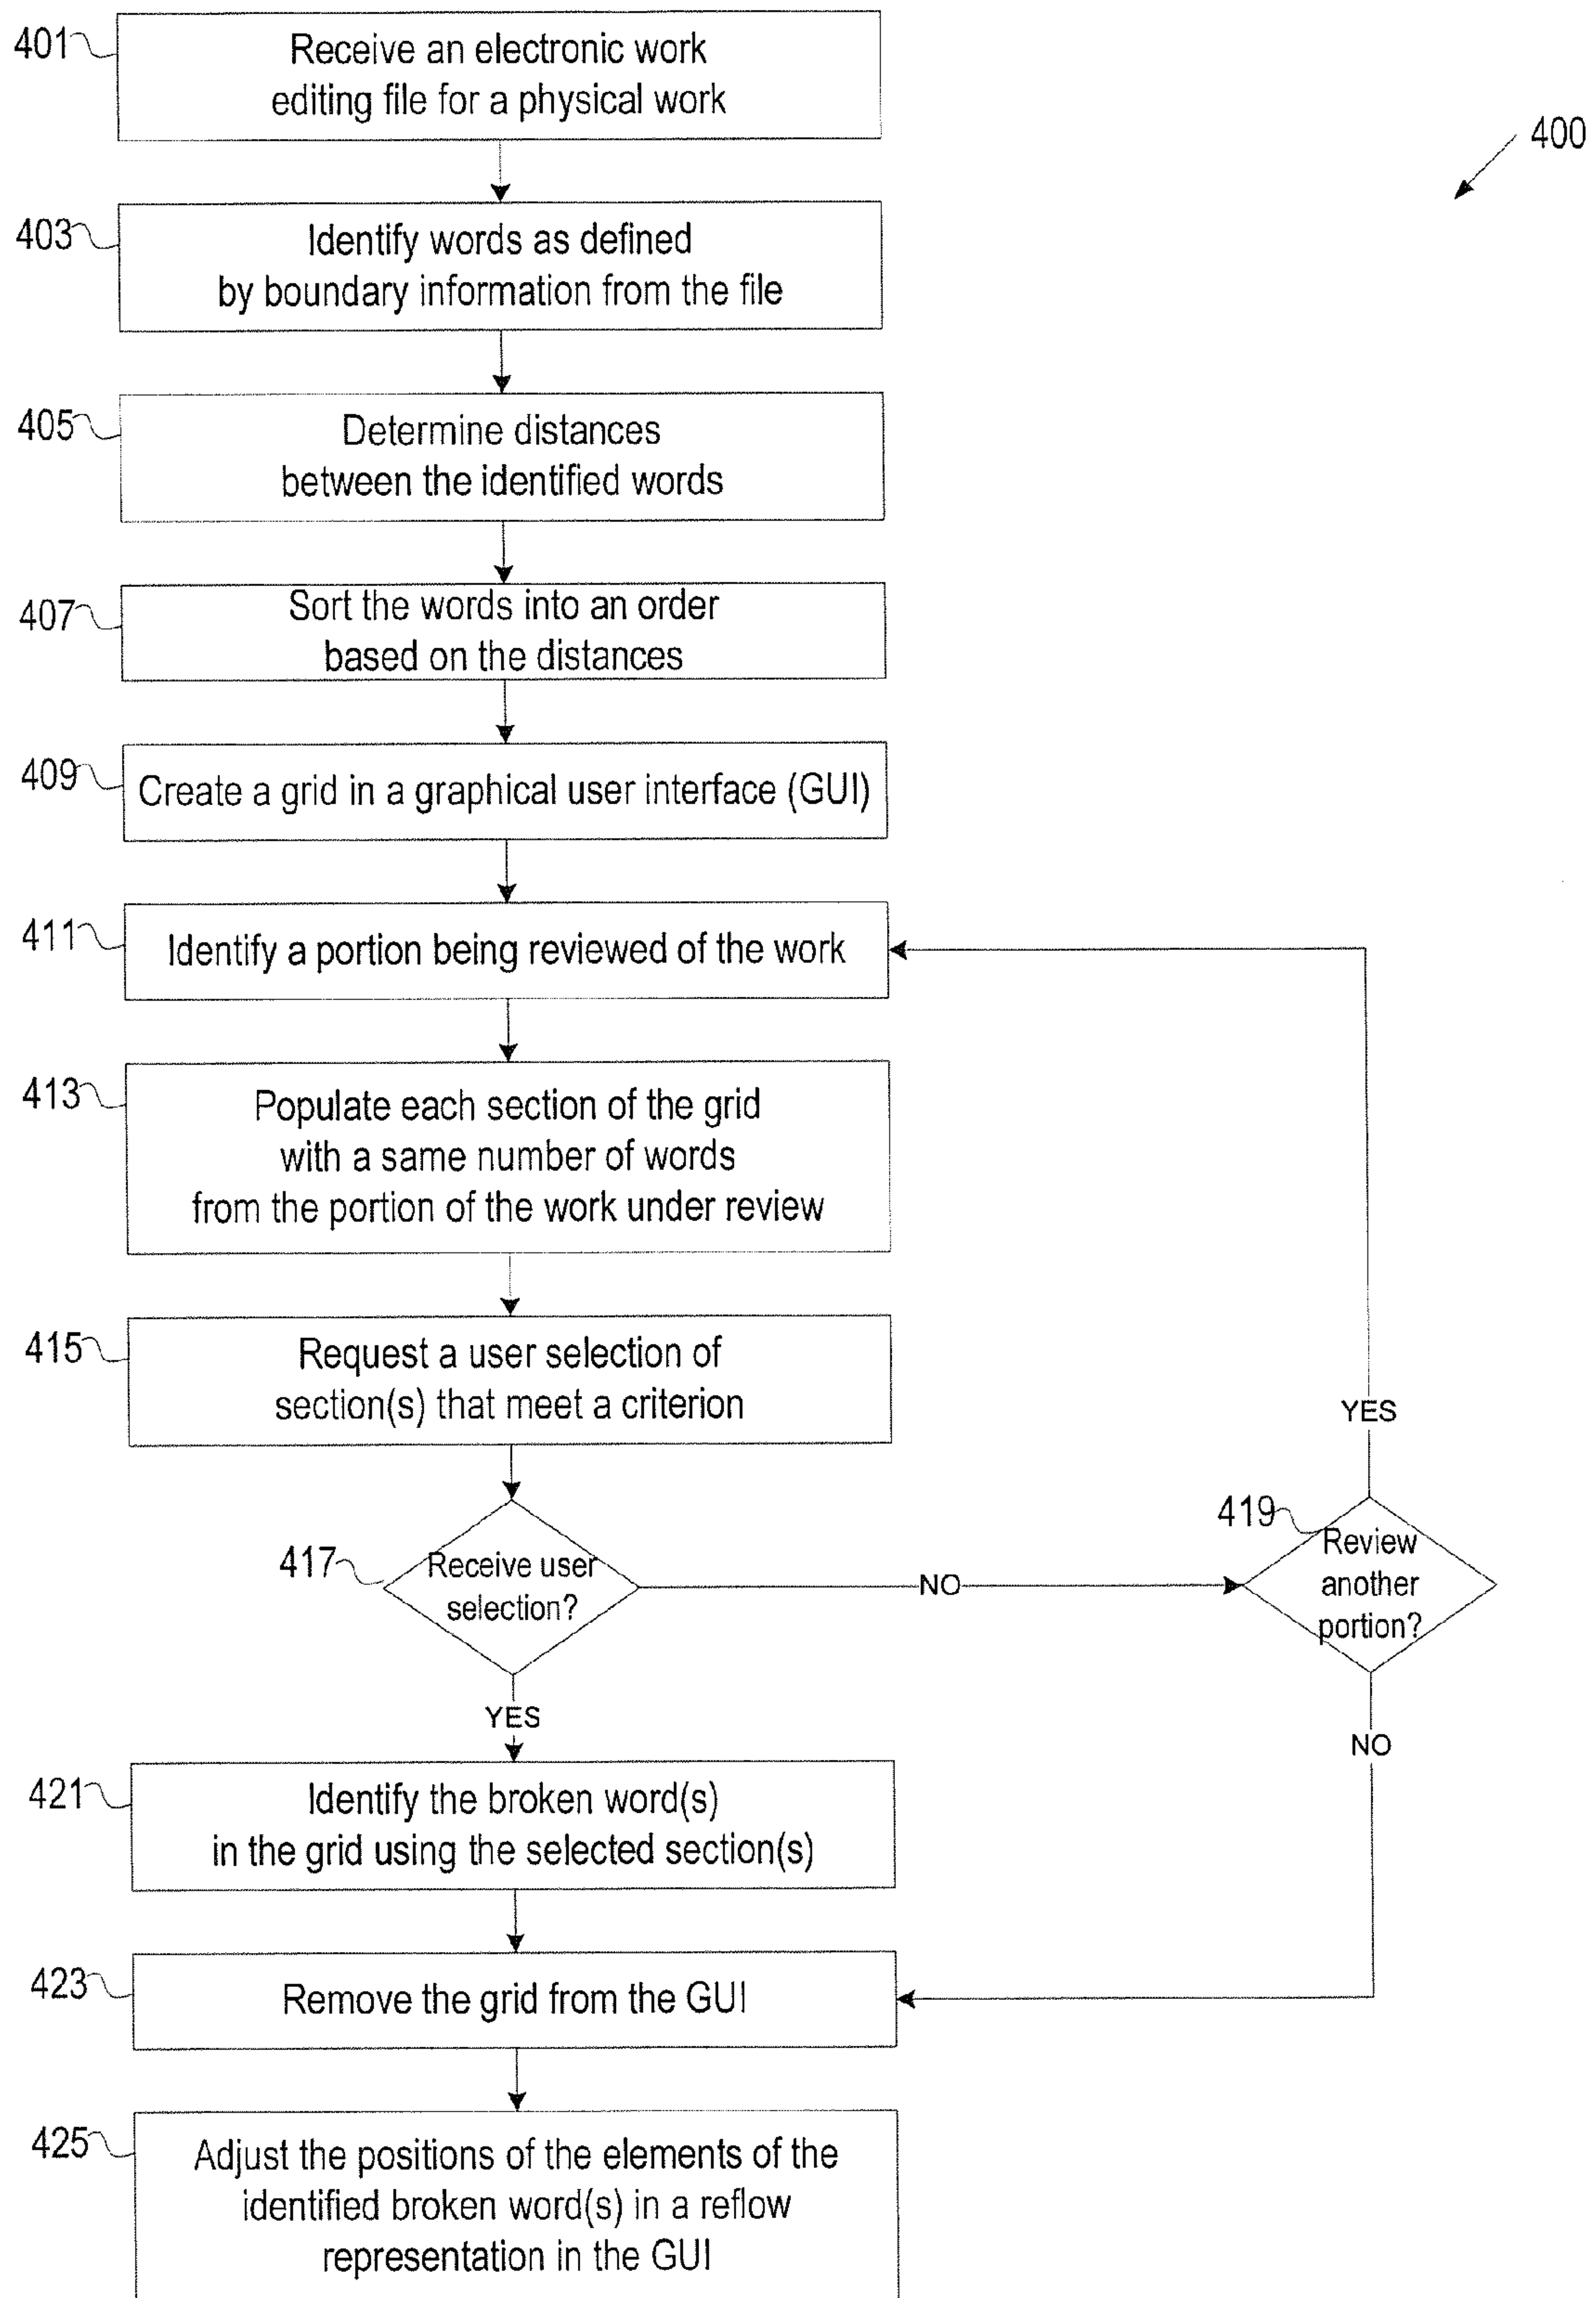 401
Receive an electronic work
editing file for a physical work
400
403
Identify words as defined
by boundary information from the file
405
Determine distances
between the identified words
407
Sort the words into an order
based on the distances
409
Create a grid in a graphical user interface (GUI)
411
Identify a portion being reviewed of the work
413
Populate each section of the grid
with a same number of words
from the portion of the work under review
415
Request a user selection of
section(s) that meet a criterion
YES
417
Receive user
selection?
NO
419
Review
another
portion?
YES
NO
421
Identify the broken word(s)
in the grid using the selected section(s)
423
Remove the grid from the GUI
425
Adjust the positions of the elements of the
identified broken word(s) in a reflow
representation in the GUI